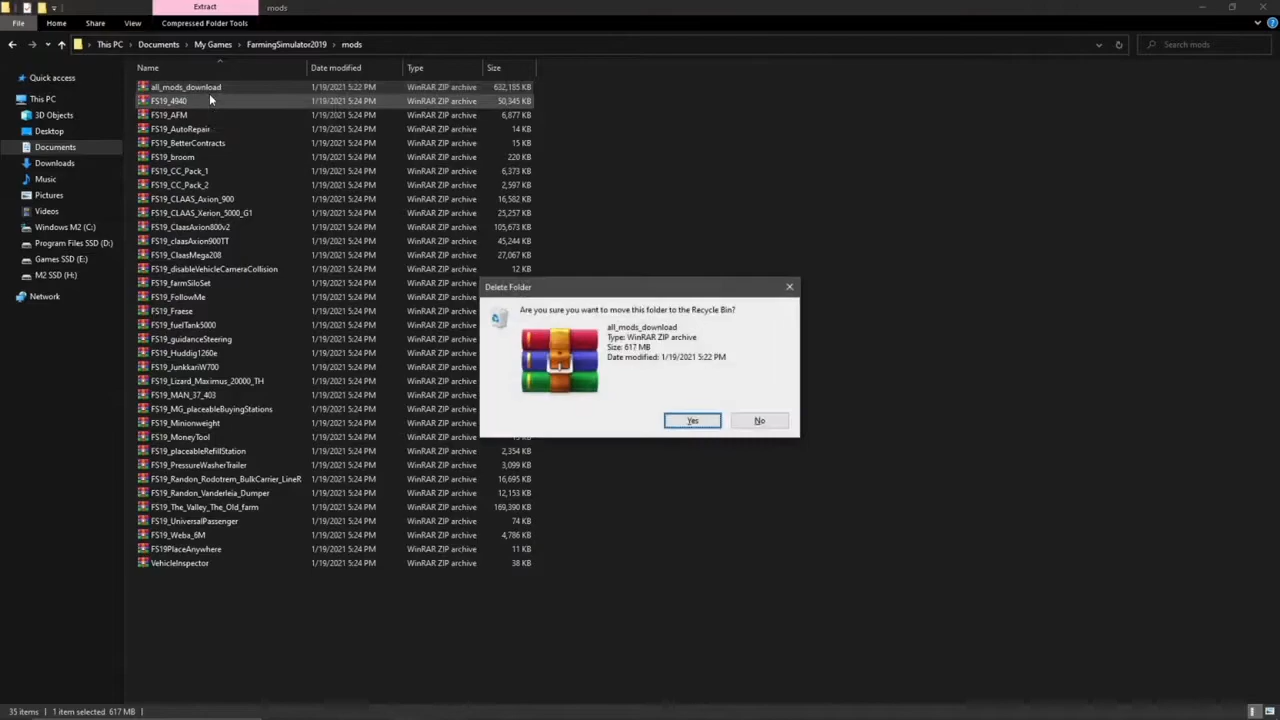 Extract
mods
File
Home
Share
View
Compressed Folder Tools
This PC
Documents
My Games
FarmingSimulator2019
mods
Search mods
Name
Date modified
Type
Size
Quick access
This PC
3D Objects
Desktop
Documents
Downloads
Music
Pictures
Videos
Windows M2 (C:)
Program Files SSD (D:)
Games SSD (E:)
M2 SSD (H:)
Network
all_mods_download 1/19/2021 5:22 PM WinRAR ZIP archive 632,185 KB
FS19_4940 1/19/2021 5:24 PM WinRAR ZIP archive 50,345 KB
FS19_AFM 1/19/2021 5:24 PM WinRAR ZIP archive 6,877 KB
FS19_AutoRepair 1/19/2021 5:24 PM WinRAR ZIP archive 14 KB
FS19_BetterContracts 1/19/2021 5:24 PM WinRAR ZIP archive 15 KB
FS19_broom 1/19/2021 5:24 PM WinRAR ZIP archive 220 KB
FS19_CC_Pack_1 1/19/2021 5:24 PM WinRAR ZIP archive 6,373 KB
FS19_CC_Pack_2 1/19/2021 5:24 PM WinRAR ZIP archive 2,597 KB
FS19_CLAAS_Axion_900 1/19/2021 5:24 PM WinRAR ZIP archive 16,582 KB
FS19_CLAAS_Xerion_5000_G1 1/19/2021 5:24 PM WinRAR ZIP archive 25,257 KB
FS19_ClaasAxion800v2 1/19/2021 5:24 PM WinRAR ZIP archive 105,673 KB
FS19_claasAxion900TT 1/19/2021 5:24 PM WinRAR ZIP archive 45,244 KB
FS19_ClaasMega208 1/19/2021 5:24 PM WinRAR ZIP archive 27,067 KB
FS19_disableVehicleCameraCollision 1/19/2021 5:24 PM WinRAR ZIP archive 12 KB
FS19_farmSiloSet 1/19/2021 5:24 PM WinRAR ZIP archive
FS19_FollowMe 1/19/2021 5:24 PM WinRAR ZIP archive
FS19_Fraese 1/19/2021 5:24 PM WinRAR ZIP archive
FS19_fuelTank5000 1/19/2021 5:24 PM WinRAR ZIP archive
FS19_guidanceSteering 1/19/2021 5:24 PM WinRAR ZIP archive
FS19_Huddig1260e 1/19/2021 5:24 PM WinRAR ZIP archive
FS19_JunkkariW700 1/19/2021 5:24 PM WinRAR ZIP archive
FS19_Lizard_Maximus_20000_TH 1/19/2021 5:24 PM WinRAR ZIP archive
FS19_MAN_37_403 1/19/2021 5:24 PM WinRAR ZIP archive
FS19_MG_placeableBuyingStations 1/19/2021 5:24 PM WinRAR ZIP archive
FS19_Minionweight 1/19/2021 5:24 PM WinRAR ZIP archive
FS19_MoneyTool 1/19/2021 5:24 PM WinRAR ZIP archive
FS19_placeableRefillStation 1/19/2021 5:24 PM WinRAR ZIP archive 2,354 KB
FS19_PressureWasherTrailer 1/19/2021 5:24 PM WinRAR ZIP archive 3,099 KB
FS19_Randon_Rodotrem_BulkCarrier_LineR 1/19/2021 5:24 PM WinRAR ZIP archive 16,695 KB
FS19_Randon_Vanderleia_Dumper 1/19/2021 5:24 PM WinRAR ZIP archive 12,153 KB
FS19_The_Valley_The_Old_farm 1/19/2021 5:24 PM WinRAR ZIP archive 169,390 KB
FS19_UniversalPassenger 1/19/2021 5:24 PM WinRAR ZIP archive 74 KB
FS19_Weba_6M 1/19/2021 5:24 PM WinRAR ZIP archive 4,786 KB
FS19PlaceAnywhere 1/19/2021 5:24 PM WinRAR ZIP archive 11 KB
VehicleInspector 1/19/2021 5:24 PM WinRAR ZIP archive 38 KB
Delete Folder
Are you sure you want to move this folder to the Recycle Bin?
all_mods_download
Type: WinRAR ZIP archive
Size: 617 MB
Date modified: 1/19/2021 5:22 PM
Yes
No
35 items
1 item selected 617 MB